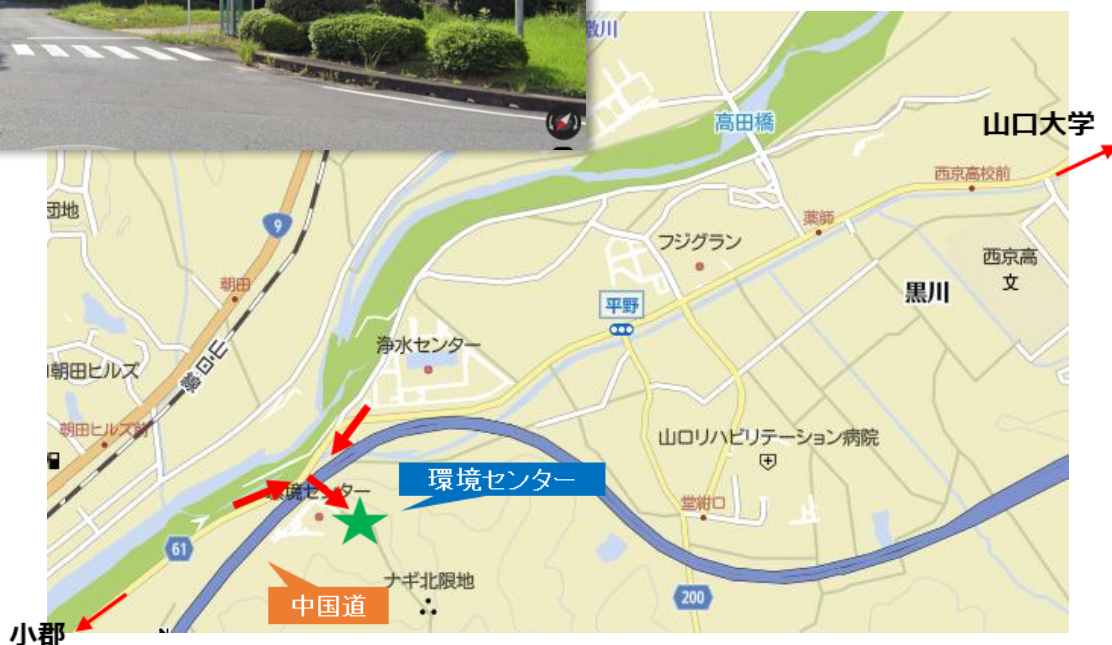 高田橋
山口大学
西京高校前
団地
9
薬師
フジグラン
西京高
文
黒川
朝田
平野
浄水センター
山口線
朝田ヒルズ
朝田ヒルズ前
山口リハビリテーション病院
環境センター
環境センター
堂紺口
61
ナギ北限地
200
中国道
小郡